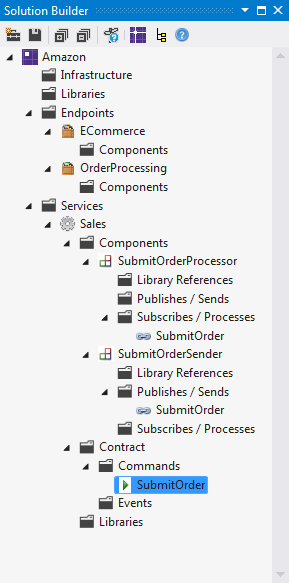 Solution Builder
Amazon
Infrastructure
Libraries
Endpoints
ECommerce
Components
OrderProcessing
Components
Services
Sales
Components
SubmitOrderProcessor
Library References
Publishes / Sends
Subscribes / Processes
SubmitOrder
SubmitOrderSender
Library References
Publishes / Sends
SubmitOrder
Subscribes / Processes
Contract
Commands
SubmitOrder
Events
Libraries